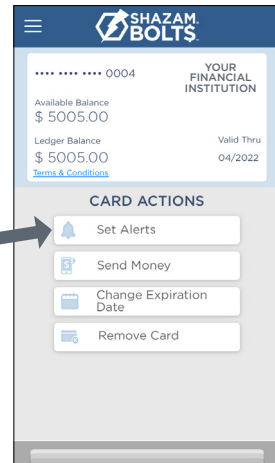 SHAZAM.
BOLT$.
•••• •••• •••• 0004
YOUR
FINANCIAL
INSTITUTION
Available Balance
$ 5005.00
Ledger Balance
Valid Thru
$ 5005.00
04/2022
Terms & Conditions
CARD ACTIONS
Set Alerts
Send Money
Change Expiration
Date
Remove Card